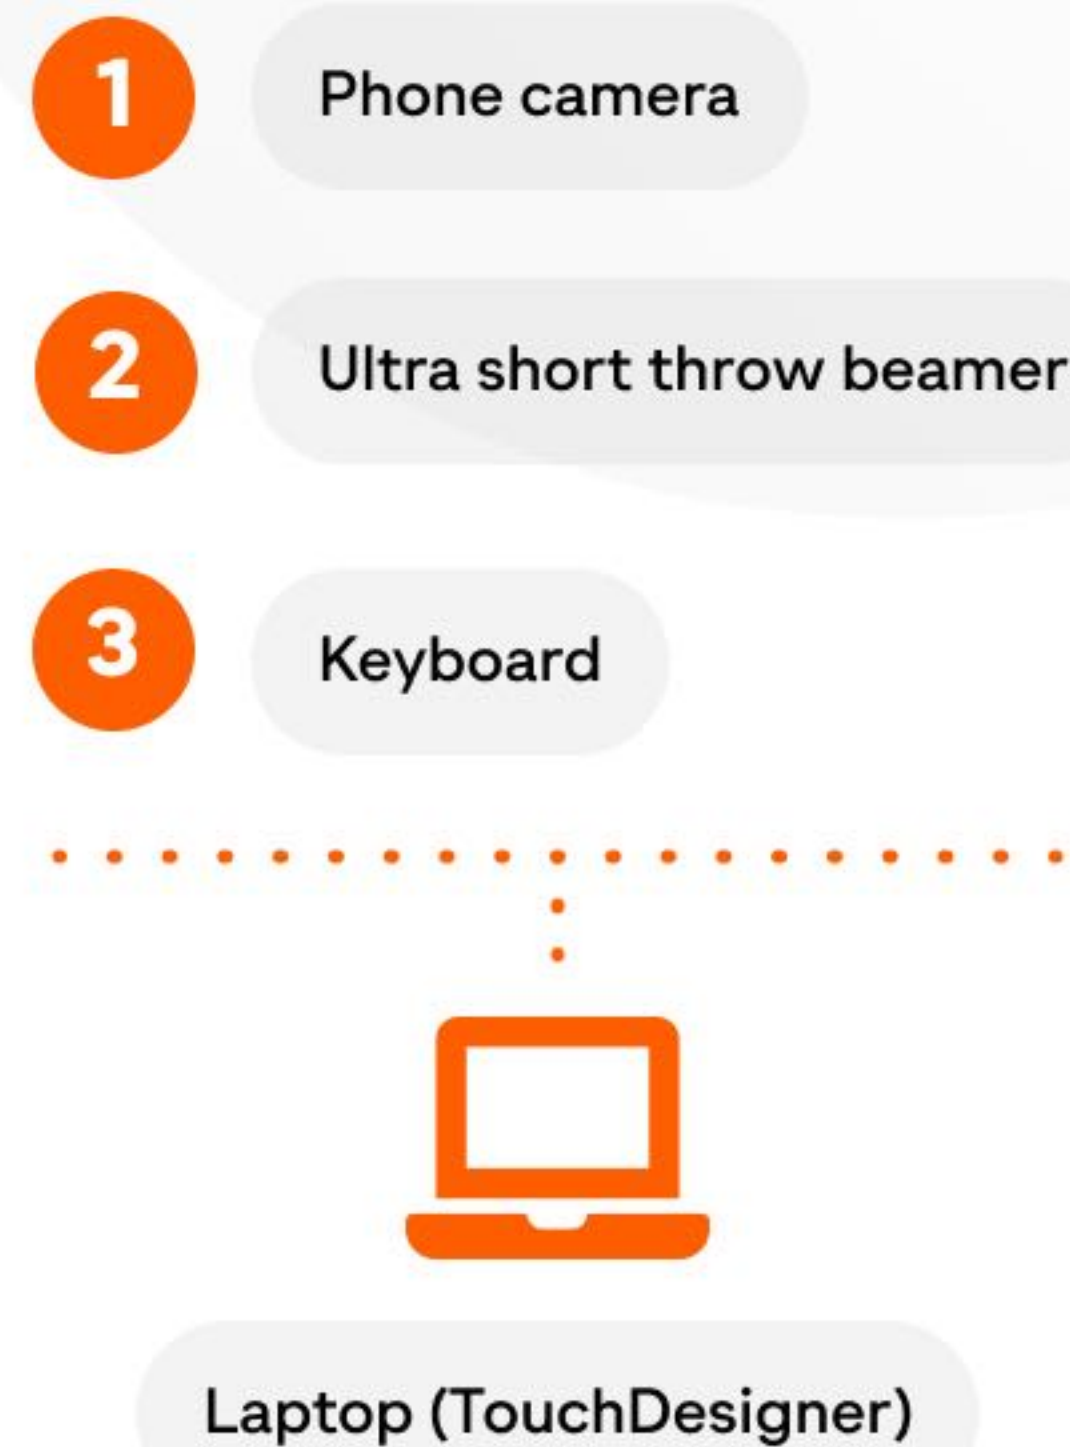 1
Phone camera
2
Ultra short throw beamer
3
Keyboard
Laptop (TouchDesigner)